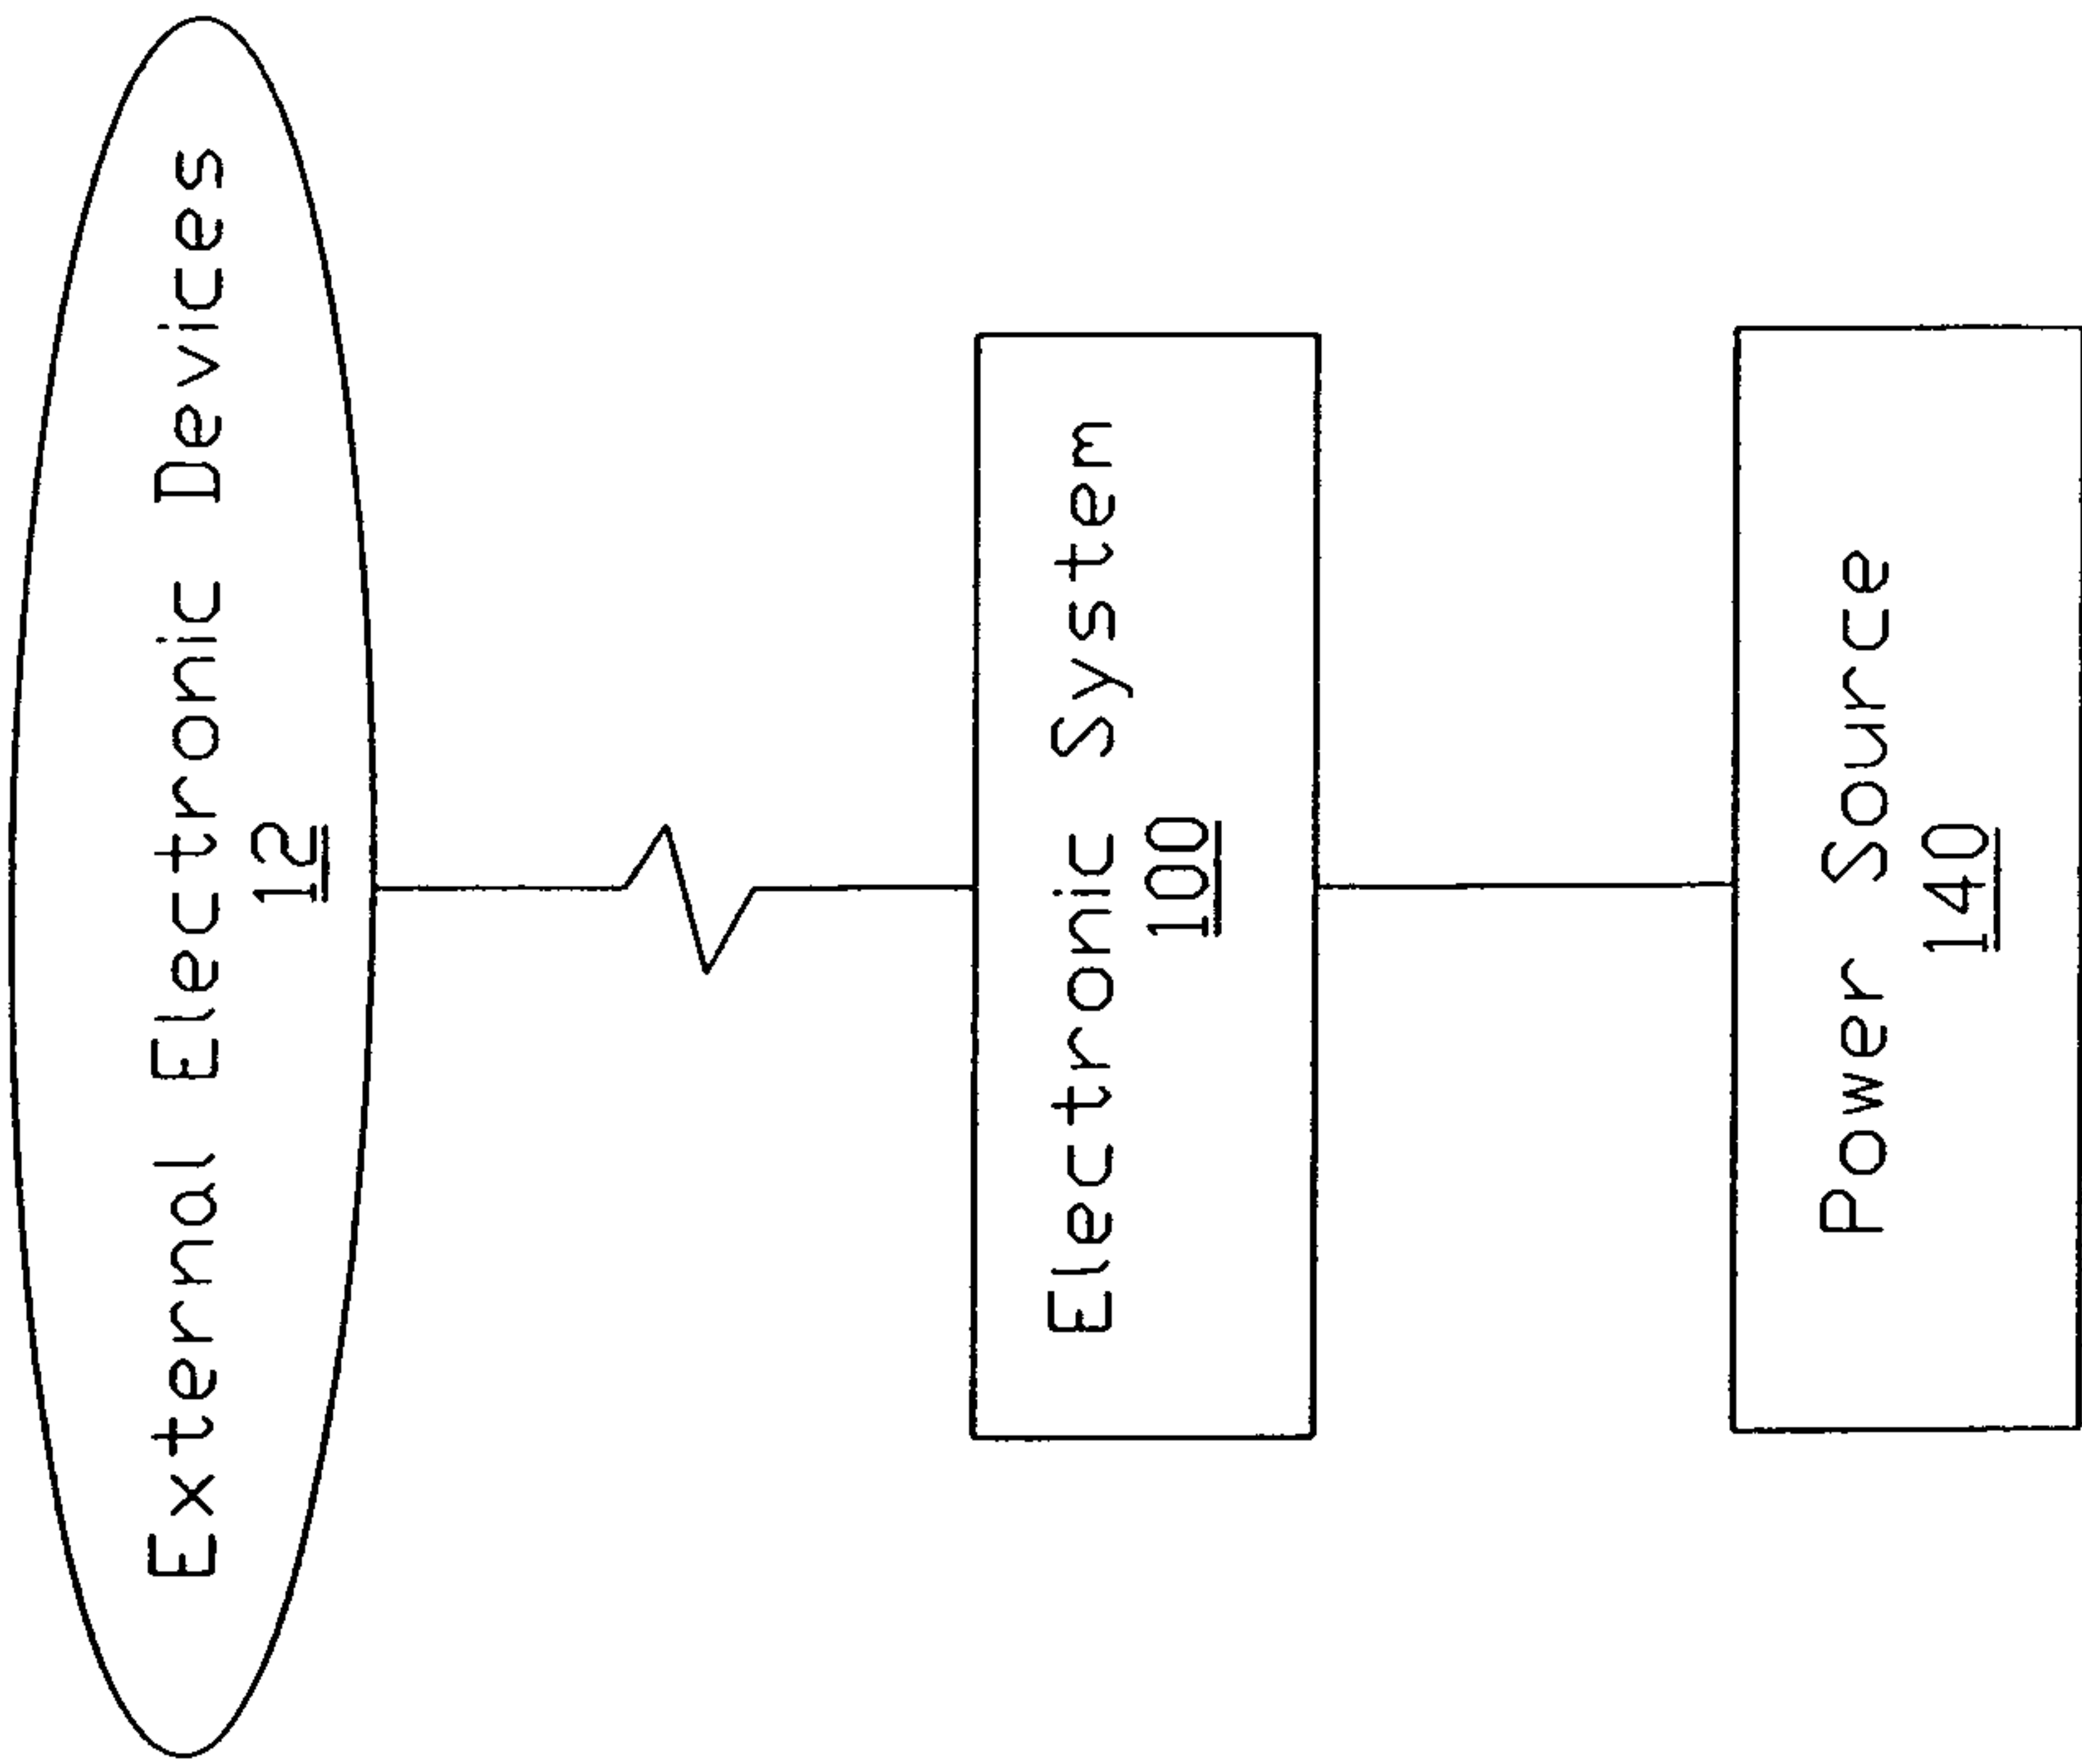 External Electronic Devices
12
Electronic System
100
Power Source
140